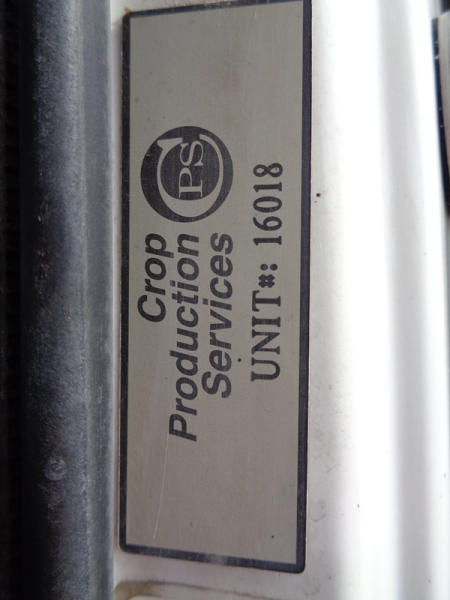 Crop
Production
Services
CPS
UNIT#: 16018